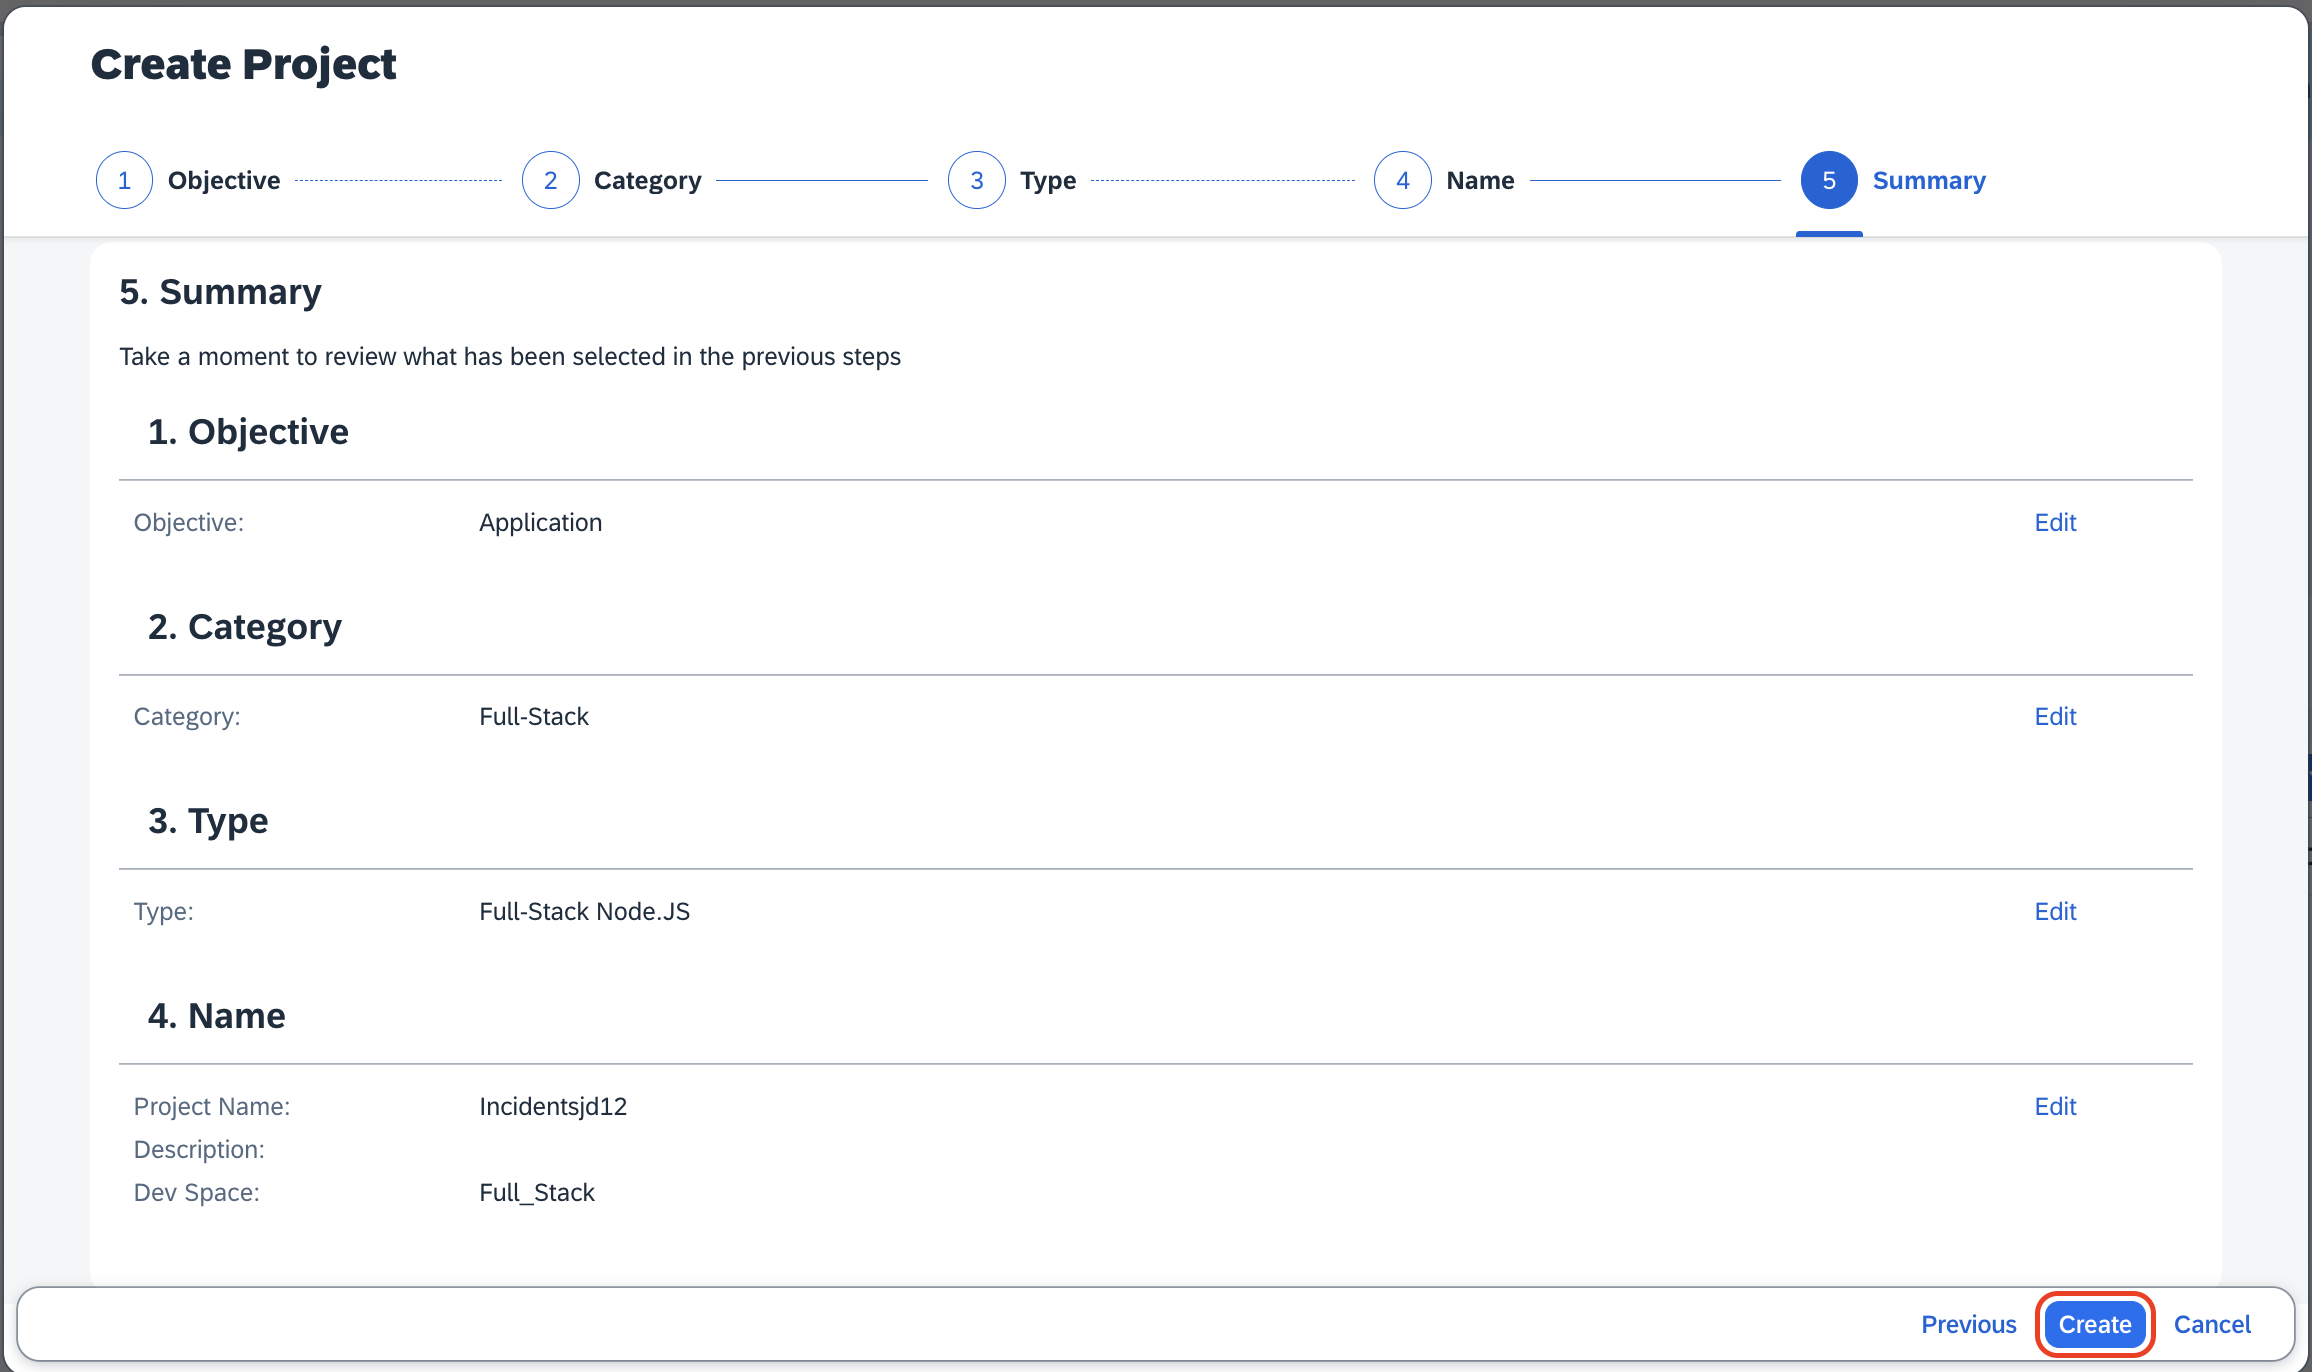 Create Project
1 Objective 2 Category 3 Type 4 Name 5 Summary
5. Summary
Take a moment to review what has been selected in the previous steps
1. Objective
Objective: Application Edit
2. Category
Category: Full-Stack Edit
3. Type
Type: Full-Stack Node.JS Edit
4. Name
Project Name: Incidentsjd12 Edit
Description:
Dev Space: Full_Stack
Previous Create Cancel